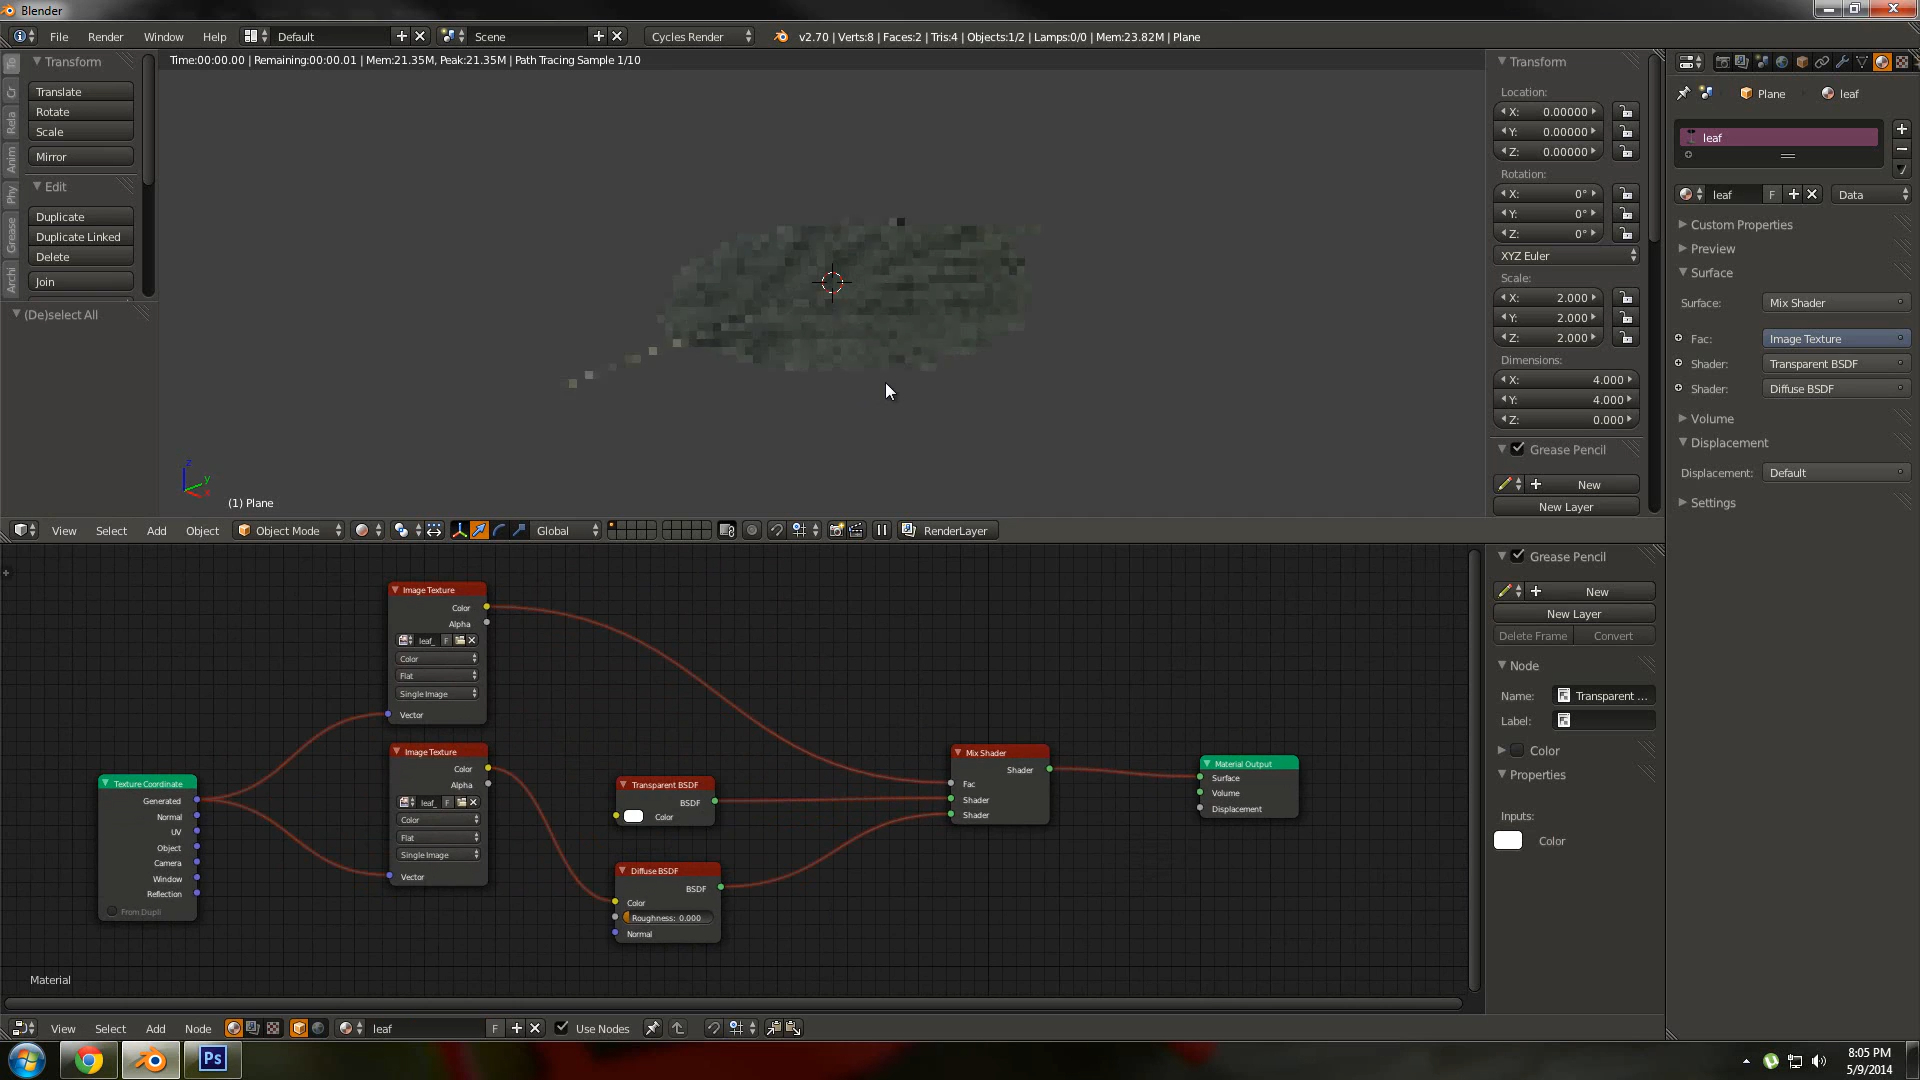 Blender
File Render Window Help Default Scene Cycles Render v2.70 | Verts:8 | Faces:2 | Tris:4 | Objects:1/2 | Lamps:0/0 | Mem:23.82M | Plane
Time:00:00.00 | Remaining:00:00.01 | Mem:21.35M, Peak:21.35M | Path Tracing Sample 1/10
Transform
Translate
Rotate
Scale
Mirror
Edit
Duplicate
Duplicate Linked
Delete
Join
(De)select All
To
Cr
Rela
Anim
Phy
Grease
Archi
z
y
x
(1) Plane
Transform
Location:
X: 0.00000
Y: 0.00000
Z: 0.00000
Rotation:
X: 0°
Y: 0°
Z: 0°
XYZ Euler
Scale:
X: 2.000
Y: 2.000
Z: 2.000
Dimensions:
X: 4.000
Y: 4.000
Z: 0.000
Grease Pencil
New
New Layer
Plane leaf
leaf
leaf F Data
Custom Properties
Preview
Surface
Surface: Mix Shader
Fac: Image Texture
Shader: Transparent BSDF
Shader: Diffuse BSDF
Volume
Displacement
Displacement: Default
Settings
View Select Add Object Object Mode Global RenderLayer
Image Texture
Color
Alpha
leaf_ F
Color
Flat
Single Image
Vector
Image Texture
Color
Alpha
leaf_ F
Color
Flat
Single Image
Vector
Texture Coordinate
Generated
Normal
UV
Object
Camera
Window
Reflection
From Dupli
Transparent BSDF
BSDF
Color
Diffuse BSDF
BSDF
Color
Roughness: 0.000
Normal
Mix Shader
Shader
Fac
Shader
Shader
Material Output
Surface
Volume
Displacement
Material
Grease Pencil
New
New Layer
Delete Frame Convert
Node
Name: Transparent ...
Label:
Color
Properties
Inputs:
Color
View Select Add Node leaf F Use Nodes
Ps
8:05 PM
5/9/2014